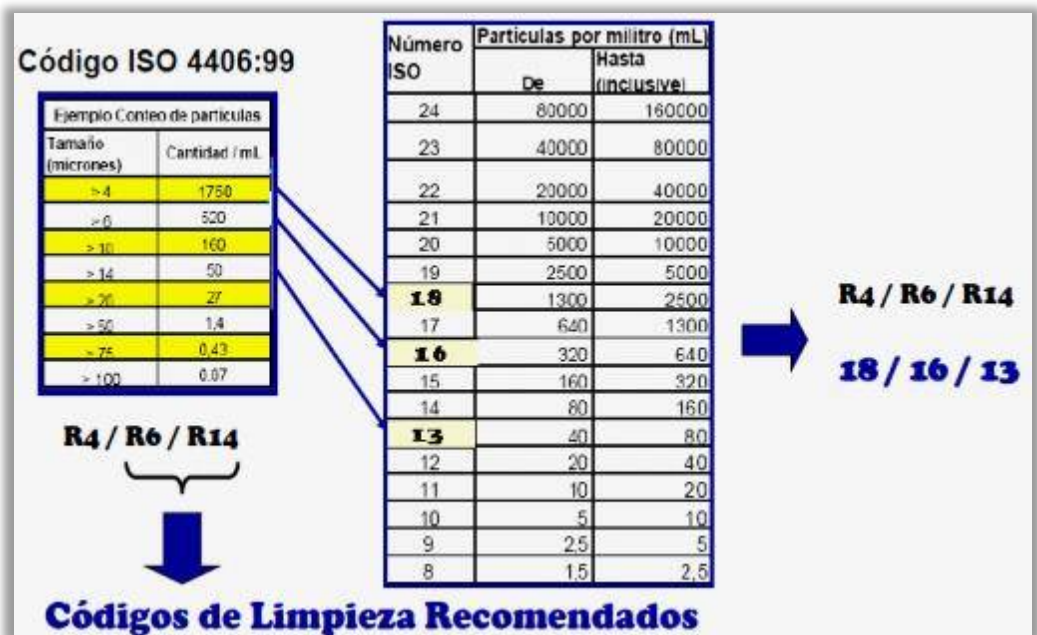 Código ISO 4406:99
Ejemplo Conteo de particulas
Tamaño (micrones) Cantidad / mL
> 4 1750
> 6 520
> 10 160
> 14 50
> 20 27
> 50 1,4
> 75 0,43
> 100 0.07
R4 / R6 / R14
Códigos de Limpieza Recomendados
Número ISO Particulas por militro (mL)
De Hasta (inclusive)
24 80000 160000
23 40000 80000
22 20000 40000
21 10000 20000
20 5000 10000
19 2500 5000
18 1300 2500
17 640 1300
16 320 640
15 160 320
14 80 160
13 40 80
12 20 40
11 10 20
10 5 10
9 2,5 5
8 1,5 2,5
R4 / R6 / R14
18 / 16 / 13